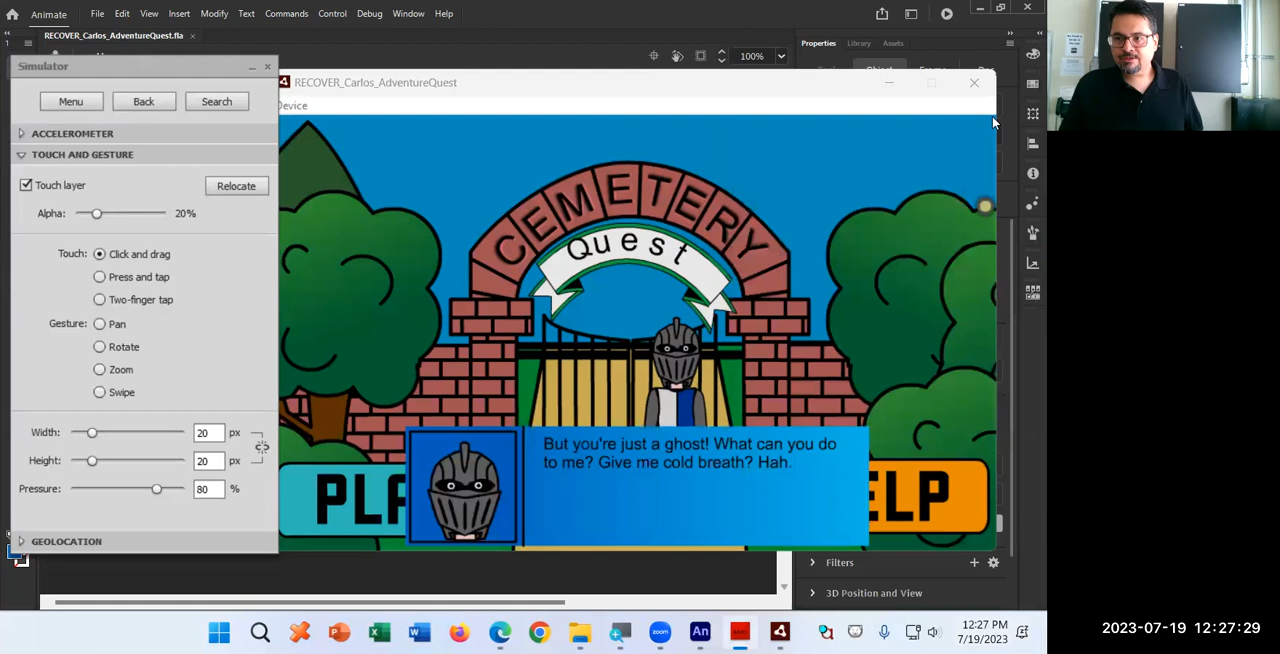 Animate
File Edit View Insert Modify Text Commands Control Debug Window Help
RECOVER_Carlos_AdventureQuest.fla
100%
Properties Library Assets
Object
Simulator
Menu Back Search
ACCELEROMETER
TOUCH AND GESTURE
Touch layer Relocate
Alpha: 20%
Touch: Click and drag
Press and tap
Two-finger tap
Gesture: Pan
Rotate
Zoom
Swipe
Width: 20 px
Height: 20 px
Pressure: 80 %
GEOLOCATION
RECOVER_Carlos_AdventureQuest
Device
CEMETERY
Quest
But you're just a ghost! What can you do
to me? Give me cold breath? Hah.
Filters
3D Position and View
12:27 PM
7/19/2023
2023-07-19 12:27:29